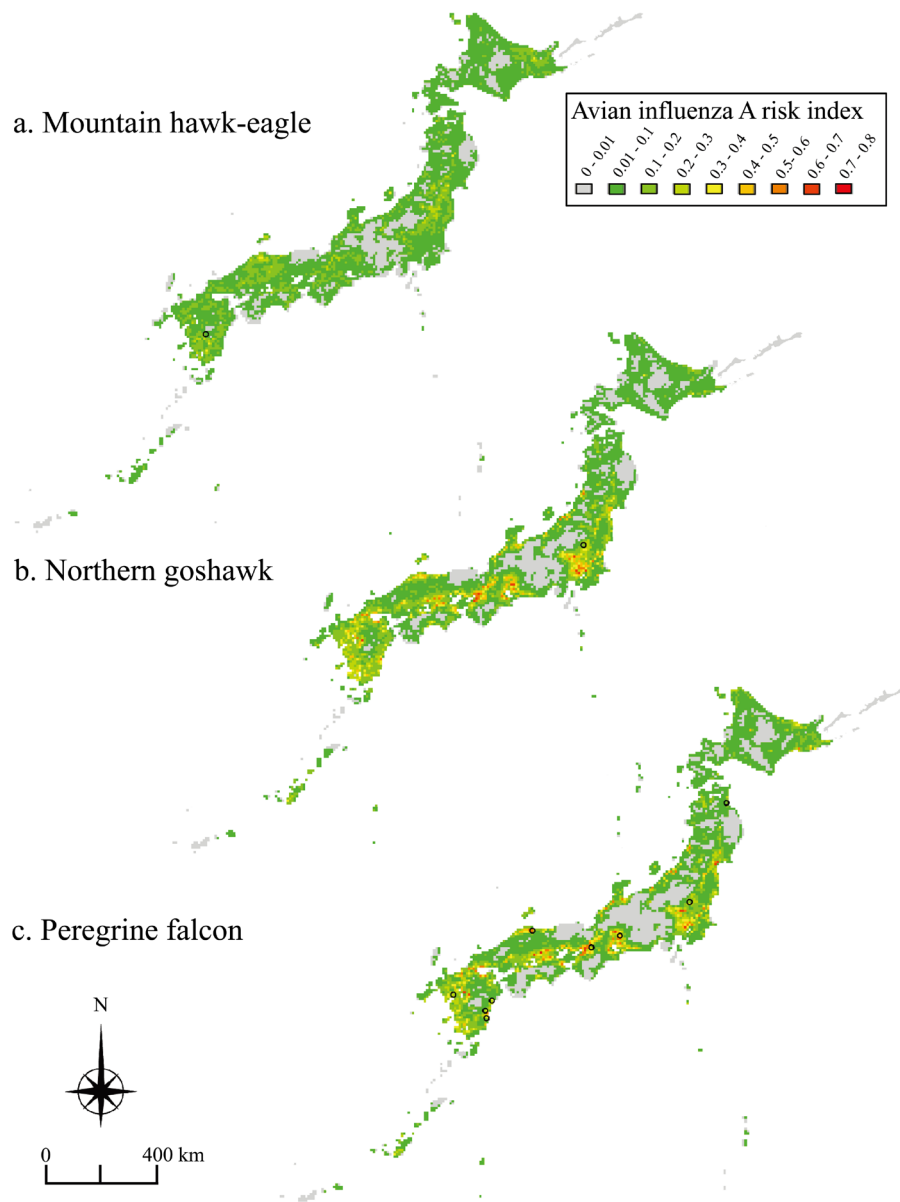 a. Mountain hawk-eagle
Avian influenza A risk index
0 - 0.01
0.01 - 0.1
0.1 - 0.2
0.2 - 0.3
0.3 - 0.4
0.4 - 0.5
0.5 - 0.6
0.6 - 0.7
0.7 - 0.8
b. Northern goshawk
c. Peregrine falcon
N
0 400 km